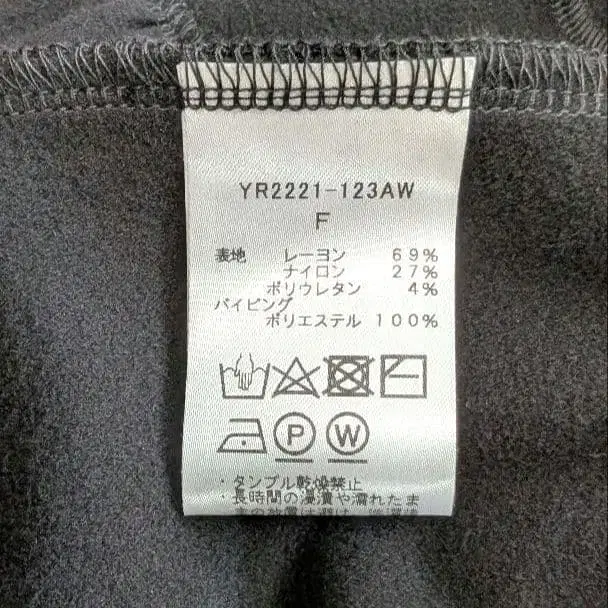 YR2221-123AW
F
表地 レーヨン 69%
ナイロン 27%
ポリウレタン 4%
パイピング
ポリエステル 100%
P W
・タンブル乾燥禁止
・長時間の浸漬や濡れたま